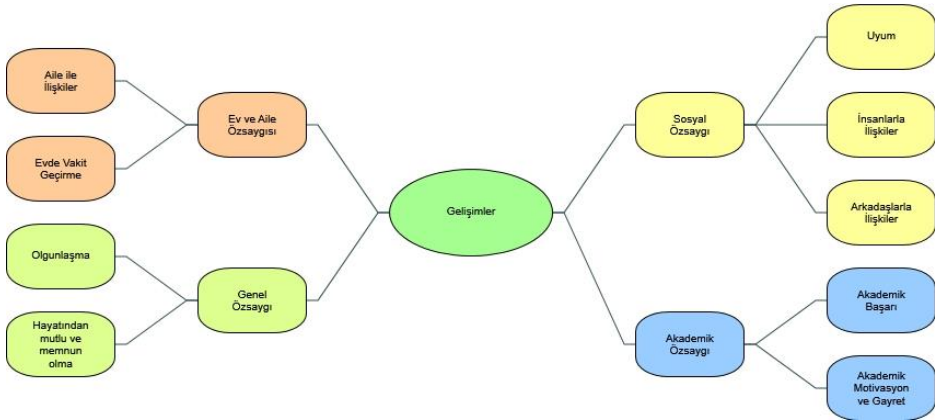 Aile ile
İlişkiler
Evde Vakit
Geçirme
Ev ve Aile
Özsaygısı
Olgunlaşma
Hayatından
mutlu ve
memnun
olma
Genel
Özsaygı
Gelişimler
Sosyal
Özsaygı
Uyum
İnsanlarla
İlişkiler
Arkadaşlarla
İlişkiler
Akademik
Özsaygı
Akademik
Başarı
Akademik
Motivasyon
ve Gayret